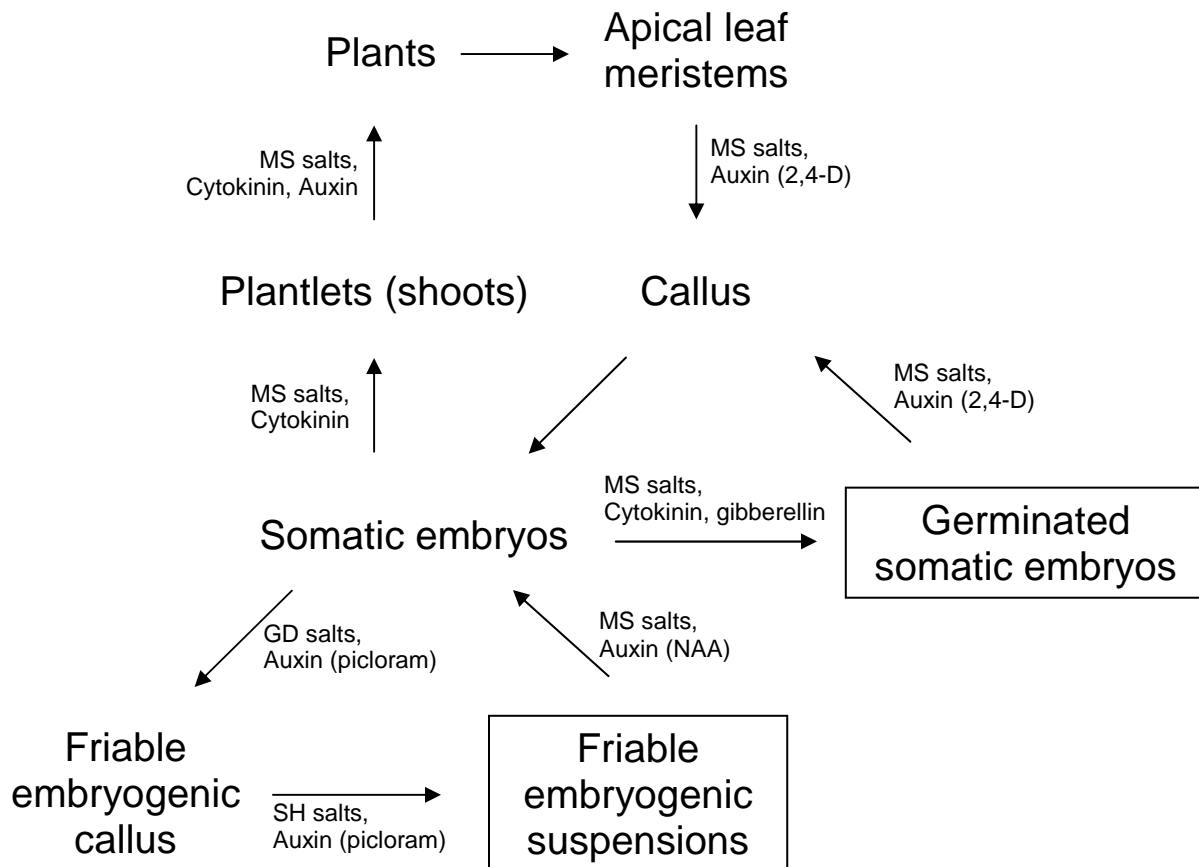 Plants
Apical leaf
meristems
MS salts,
Cytokinin, Auxin
MS salts,
Auxin (2,4-D)
Plantlets (shoots)
Callus
MS salts,
Cytokinin
MS salts,
Auxin (2,4-D)
MS salts,
Cytokinin, gibberellin
Somatic embryos
Germinated
somatic embryos
GD salts,
Auxin (picloram)
MS salts,
Auxin (NAA)
Friable
embryogenic
callus
SH salts,
Auxin (picloram)
Friable
embryogenic
suspensions